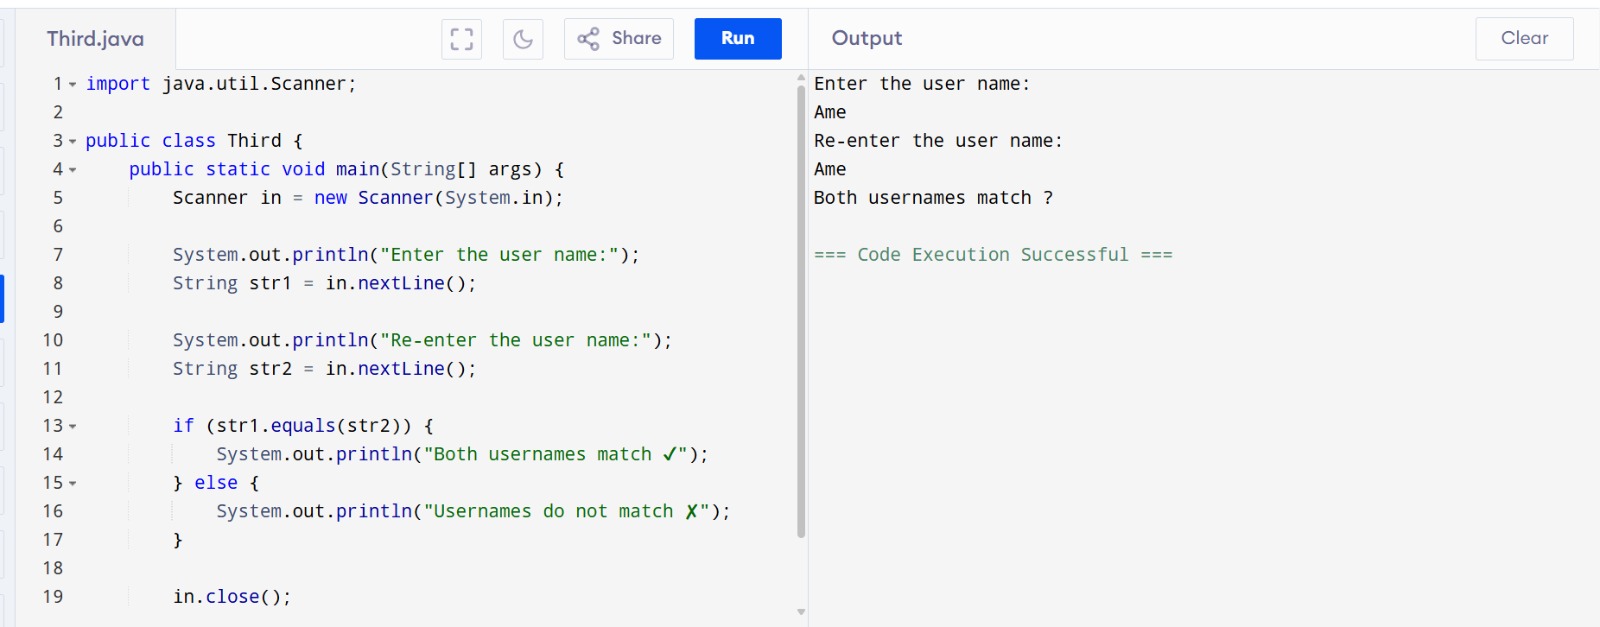 Third.java
Share
Run
Output
Clear
1 import java.util.Scanner;
2
3 public class Third {
4     public static void main(String[] args) {
5         Scanner in = new Scanner(System.in);
6
7         System.out.println("Enter the user name:");
8         String str1 = in.nextLine();
9
10         System.out.println("Re-enter the user name:");
11         String str2 = in.nextLine();
12
13         if (str1.equals(str2)) {
14             System.out.println("Both usernames match ✓");
15         } else {
16             System.out.println("Usernames do not match ✗");
17         }
18
19         in.close();
Enter the user name:
Ame
Re-enter the user name:
Ame
Both usernames match ?
=== Code Execution Successful ===